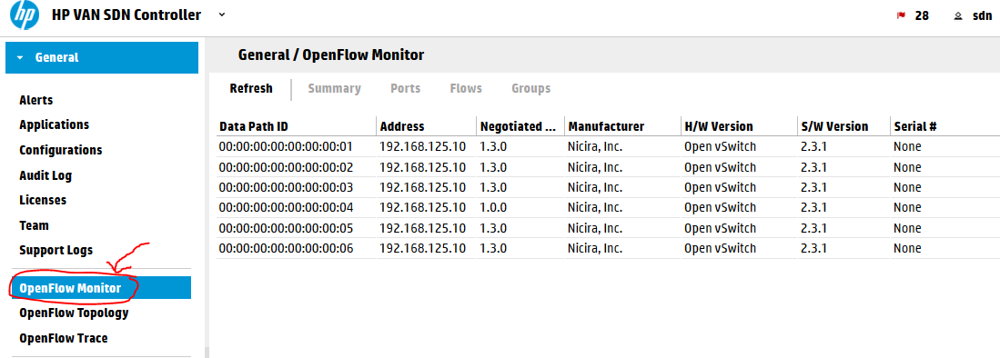 hp HP VAN SDN Controller 28 sdn
General
General / OpenFlow Monitor
Refresh Summary Ports Flows Groups
Alerts
Applications
Configurations
Audit Log
Licenses
Team
Support Logs
OpenFlow Monitor
OpenFlow Topology
OpenFlow Trace
Data Path ID Address Negotiated ... Manufacturer H/W Version S/W Version Serial #
00:00:00:00:00:00:00:01 192.168.125.10 1.3.0 Nicira, Inc. Open vSwitch 2.3.1 None
00:00:00:00:00:00:00:02 192.168.125.10 1.3.0 Nicira, Inc. Open vSwitch 2.3.1 None
00:00:00:00:00:00:00:03 192.168.125.10 1.3.0 Nicira, Inc. Open vSwitch 2.3.1 None
00:00:00:00:00:00:00:04 192.168.125.10 1.0.0 Nicira, Inc. Open vSwitch 2.3.1 None
00:00:00:00:00:00:00:05 192.168.125.10 1.3.0 Nicira, Inc. Open vSwitch 2.3.1 None
00:00:00:00:00:00:00:06 192.168.125.10 1.3.0 Nicira, Inc. Open vSwitch 2.3.1 None